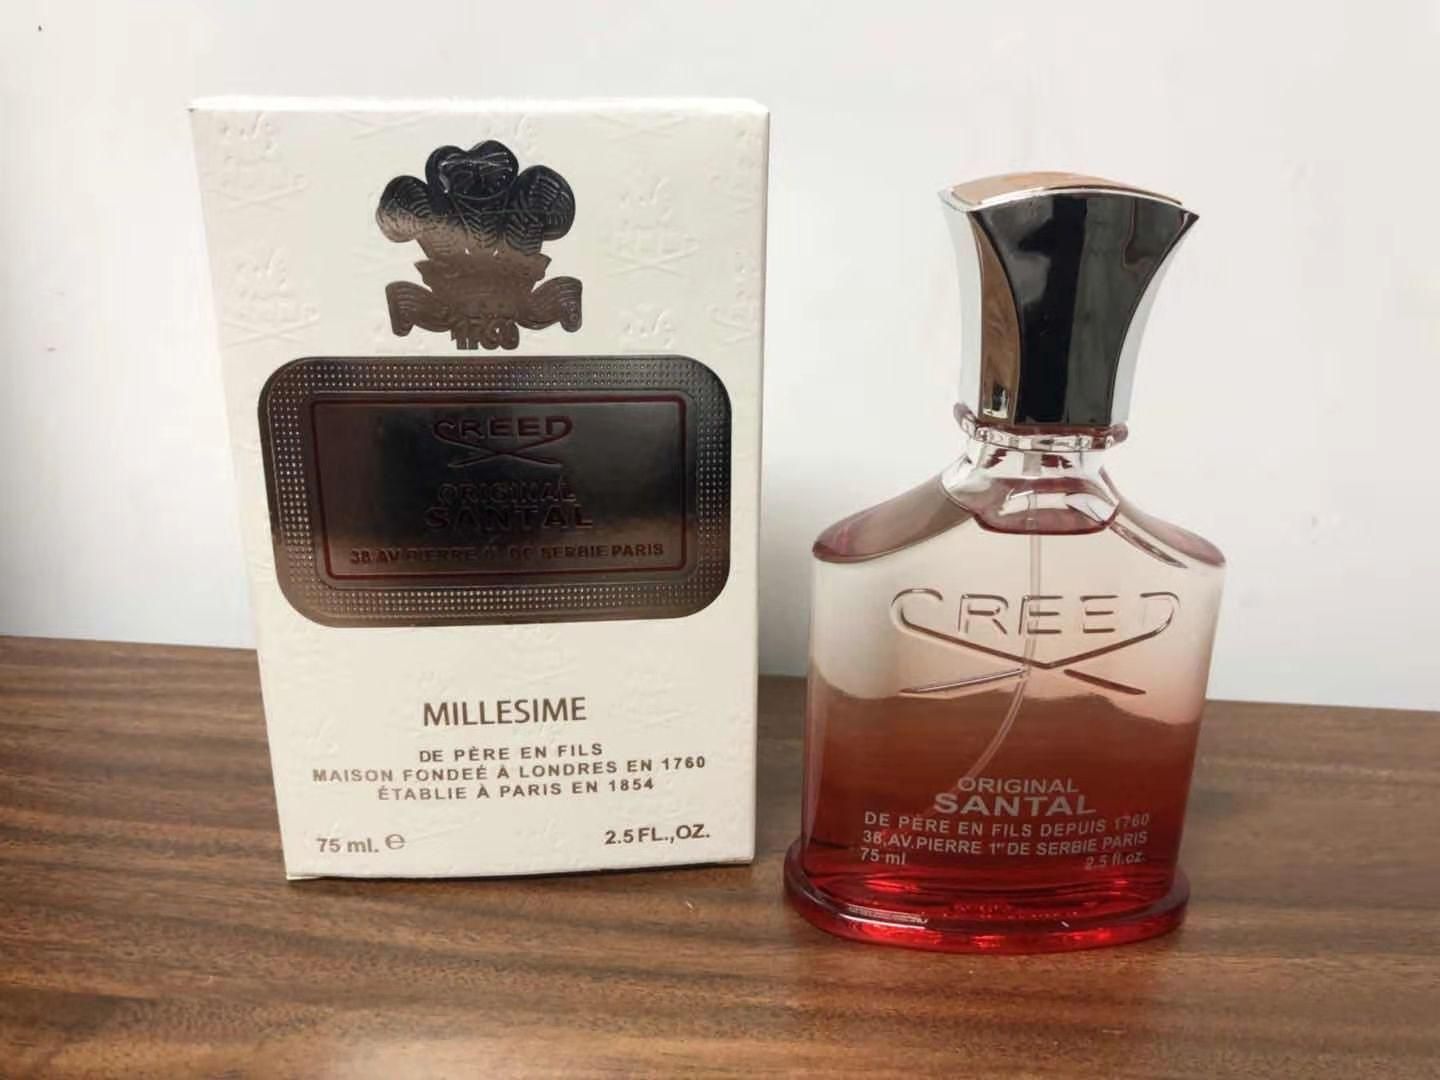 1760
CREED
ORIGINAL
SANTAL
38.AV.PIERRE 1er DE SERBIE PARIS
MILLESIME
DE PÈRE EN FILS
MAISON FONDEÉ À LONDRES EN 1760
ÉTABLIE À PARIS EN 1854
75 ml. ℮
2.5 FL.,OZ.
CREED
ORIGINAL
SANTAL
DE PÈRE EN FILS DEPUIS 1760
38,AV.PIERRE 1er DE SERBIE PARIS
75 ml
2.5 fl.oz.